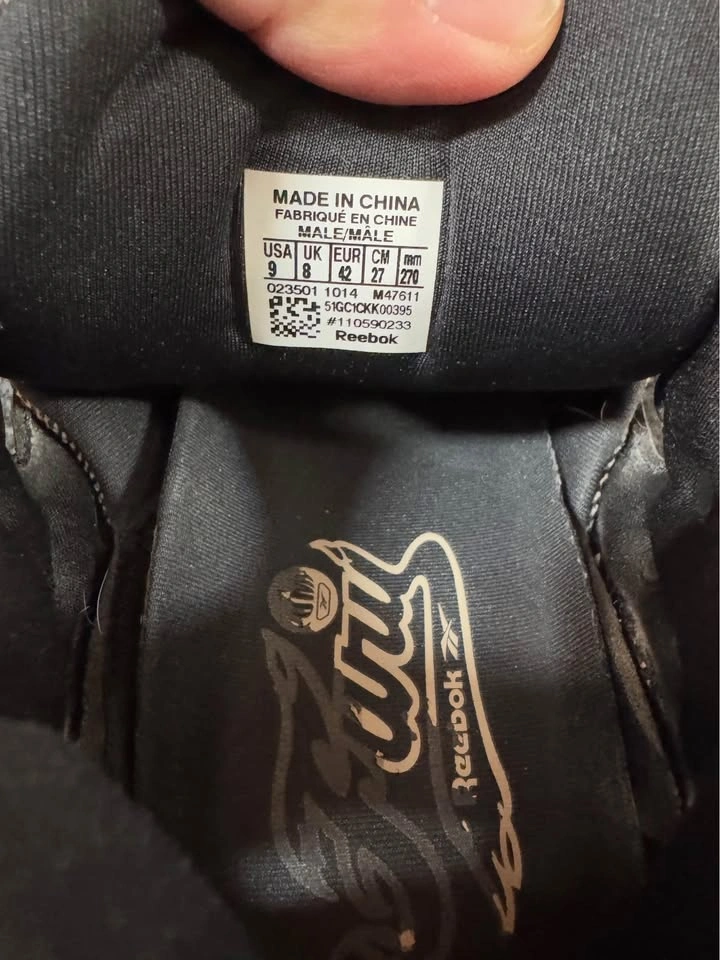 MADE IN CHINA
FABRIQUÉ EN CHINE
MALE/MÂLE
USA UK EUR CM mm
9 8 42 27 270
023501 1014 M47611
51GC1CKK00395
#110590233
Reebok
Reebok